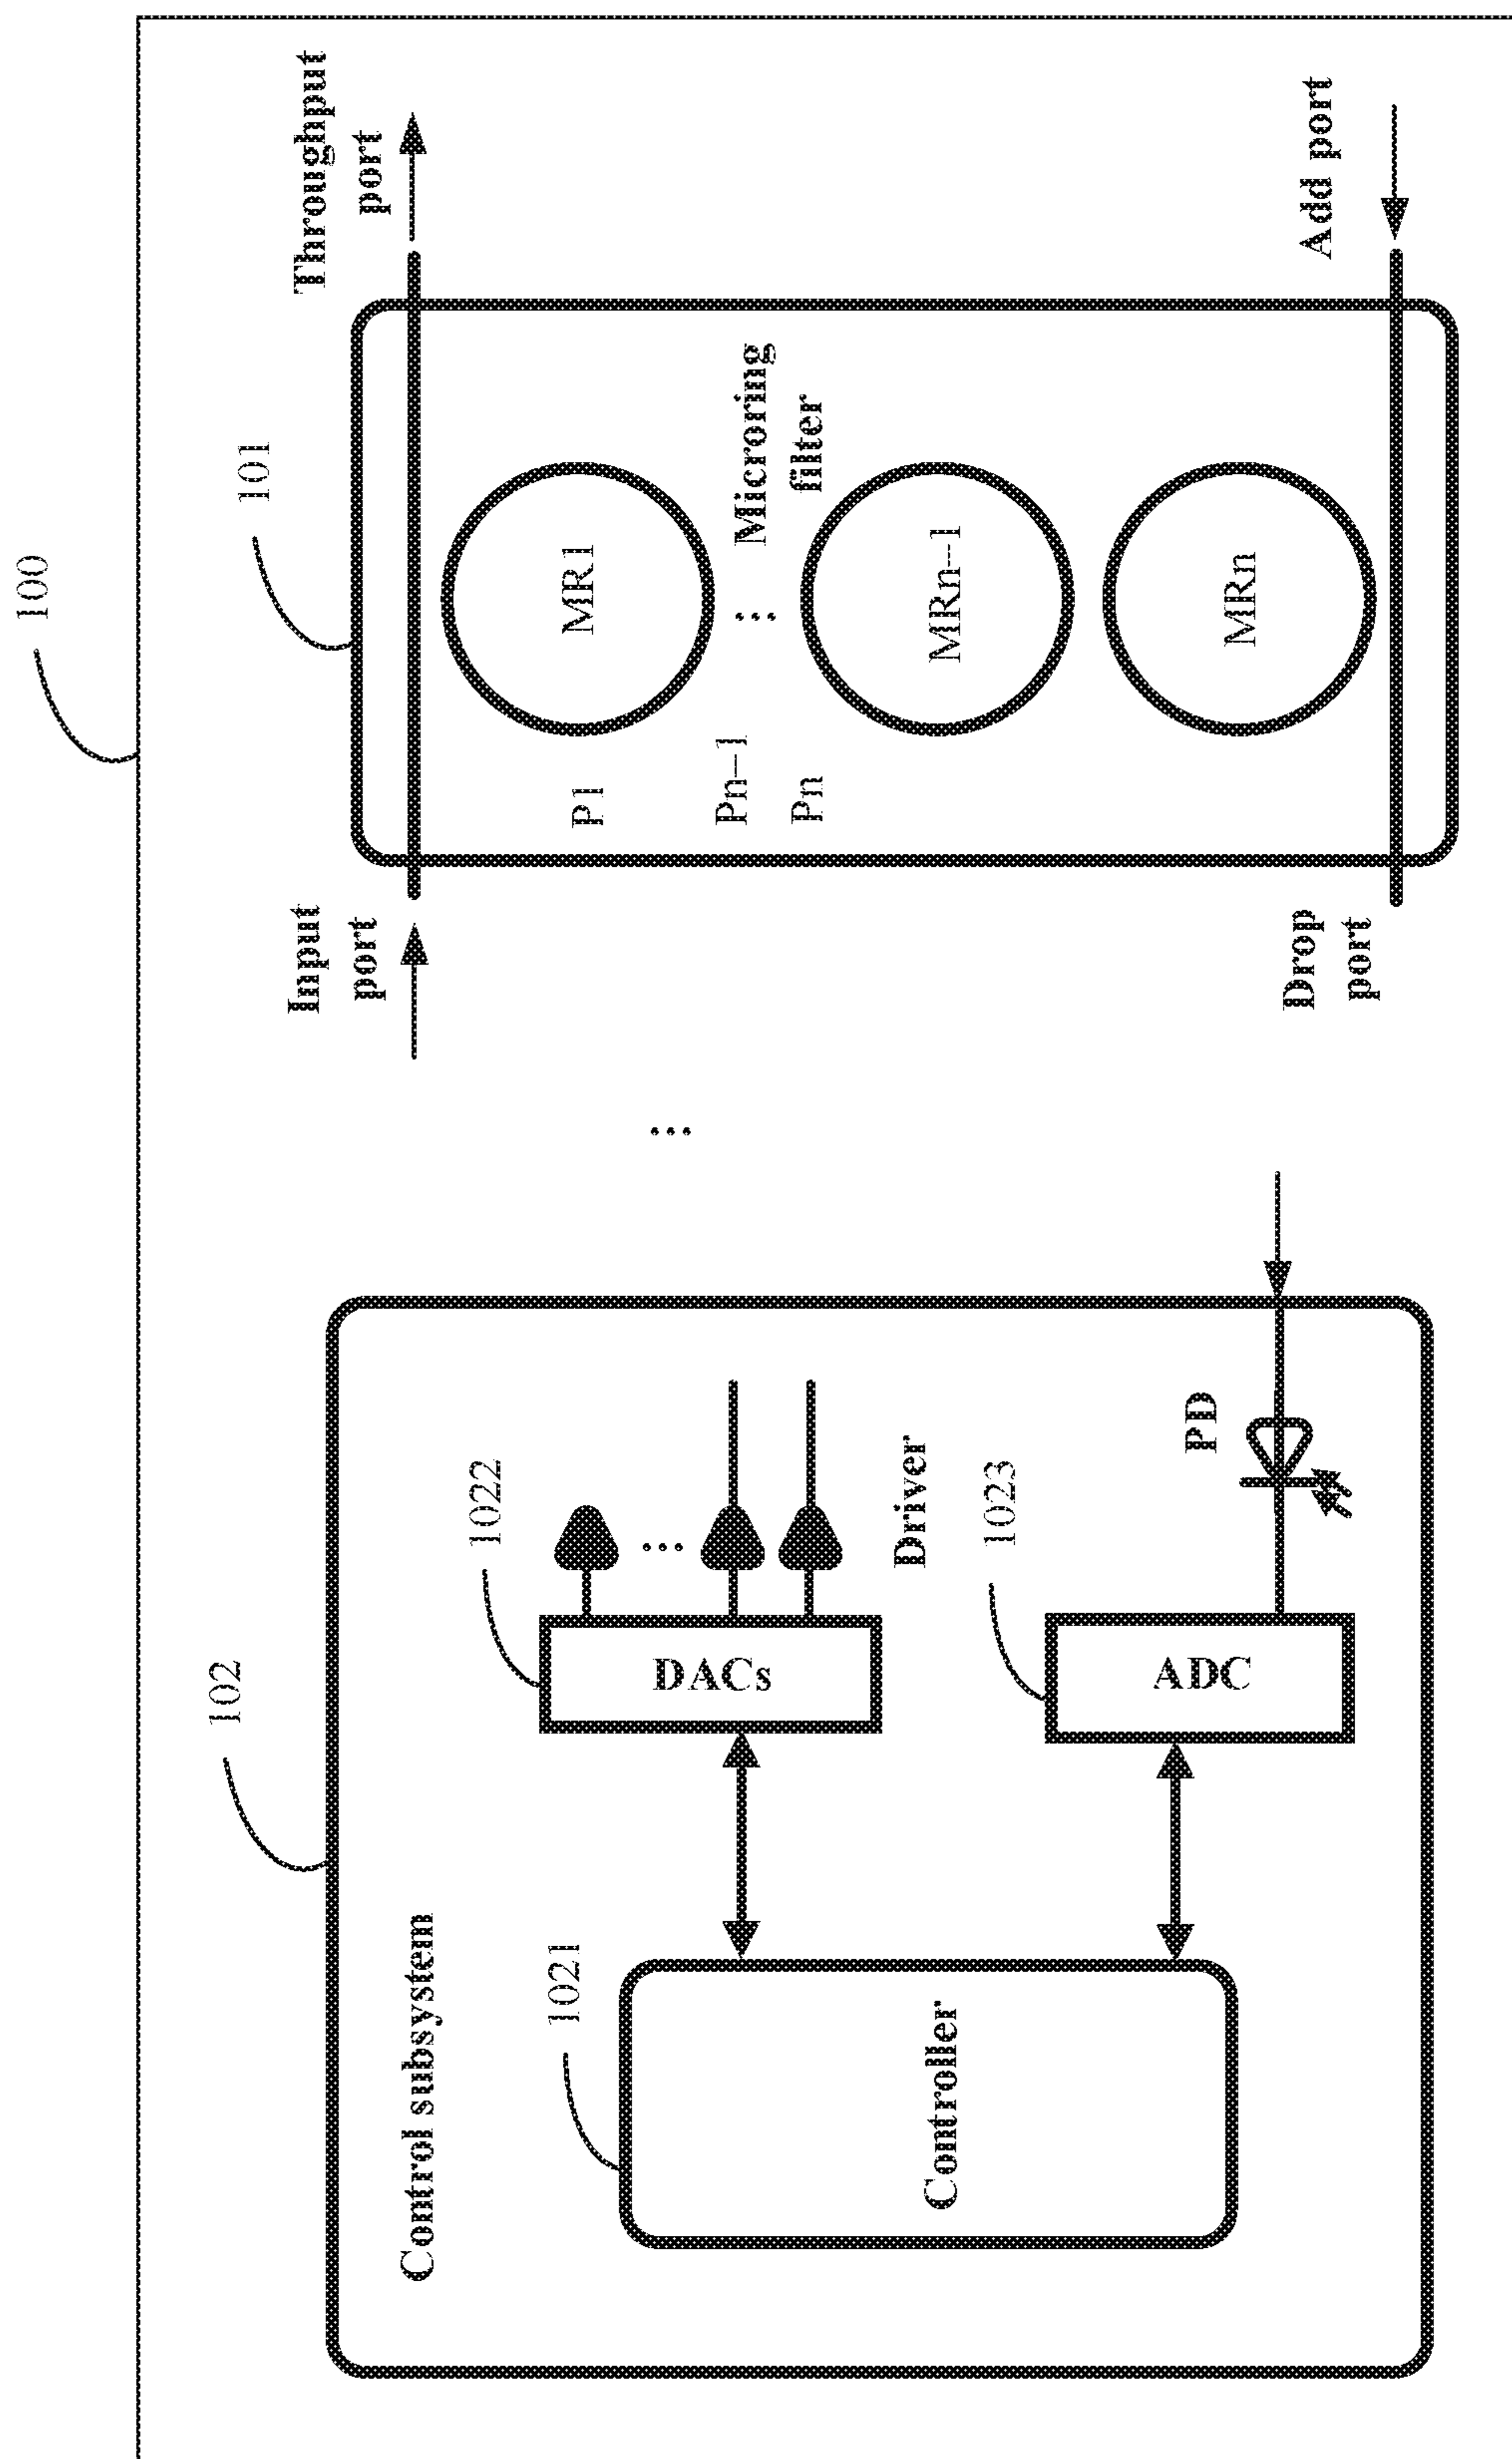 100
102
Control subsystem
1021
Controller
1022
DACs
...
Driver
1023
ADC
PD
...
Input
port
Drop
port
101
P1
Pn–1
Pn
MR1
...
Microring
filter
MRn–1
MRn
Throughput
port
Add port